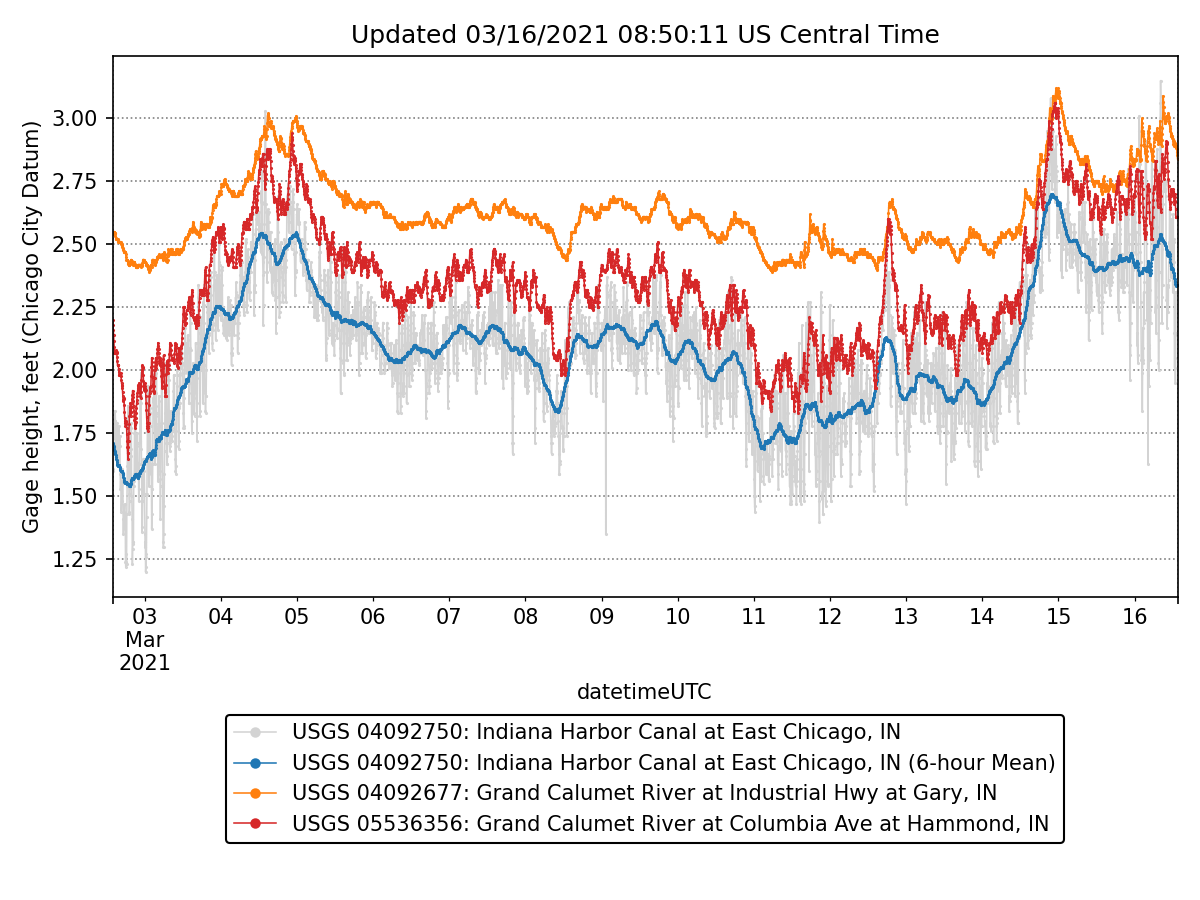 Updated 03/16/2021 08:50:11 US Central Time
Gage height, feet (Chicago City Datum)
3.00
2.75
2.50
2.25
2.00
1.75
1.50
1.25
03 04 05 06 07 08 09 10 11 12 13 14 15 16
Mar
2021
datetimeUTC
USGS 04092750: Indiana Harbor Canal at East Chicago, IN
USGS 04092750: Indiana Harbor Canal at East Chicago, IN (6-hour Mean)
USGS 04092677: Grand Calumet River at Industrial Hwy at Gary, IN
USGS 05536356: Grand Calumet River at Columbia Ave at Hammond, IN